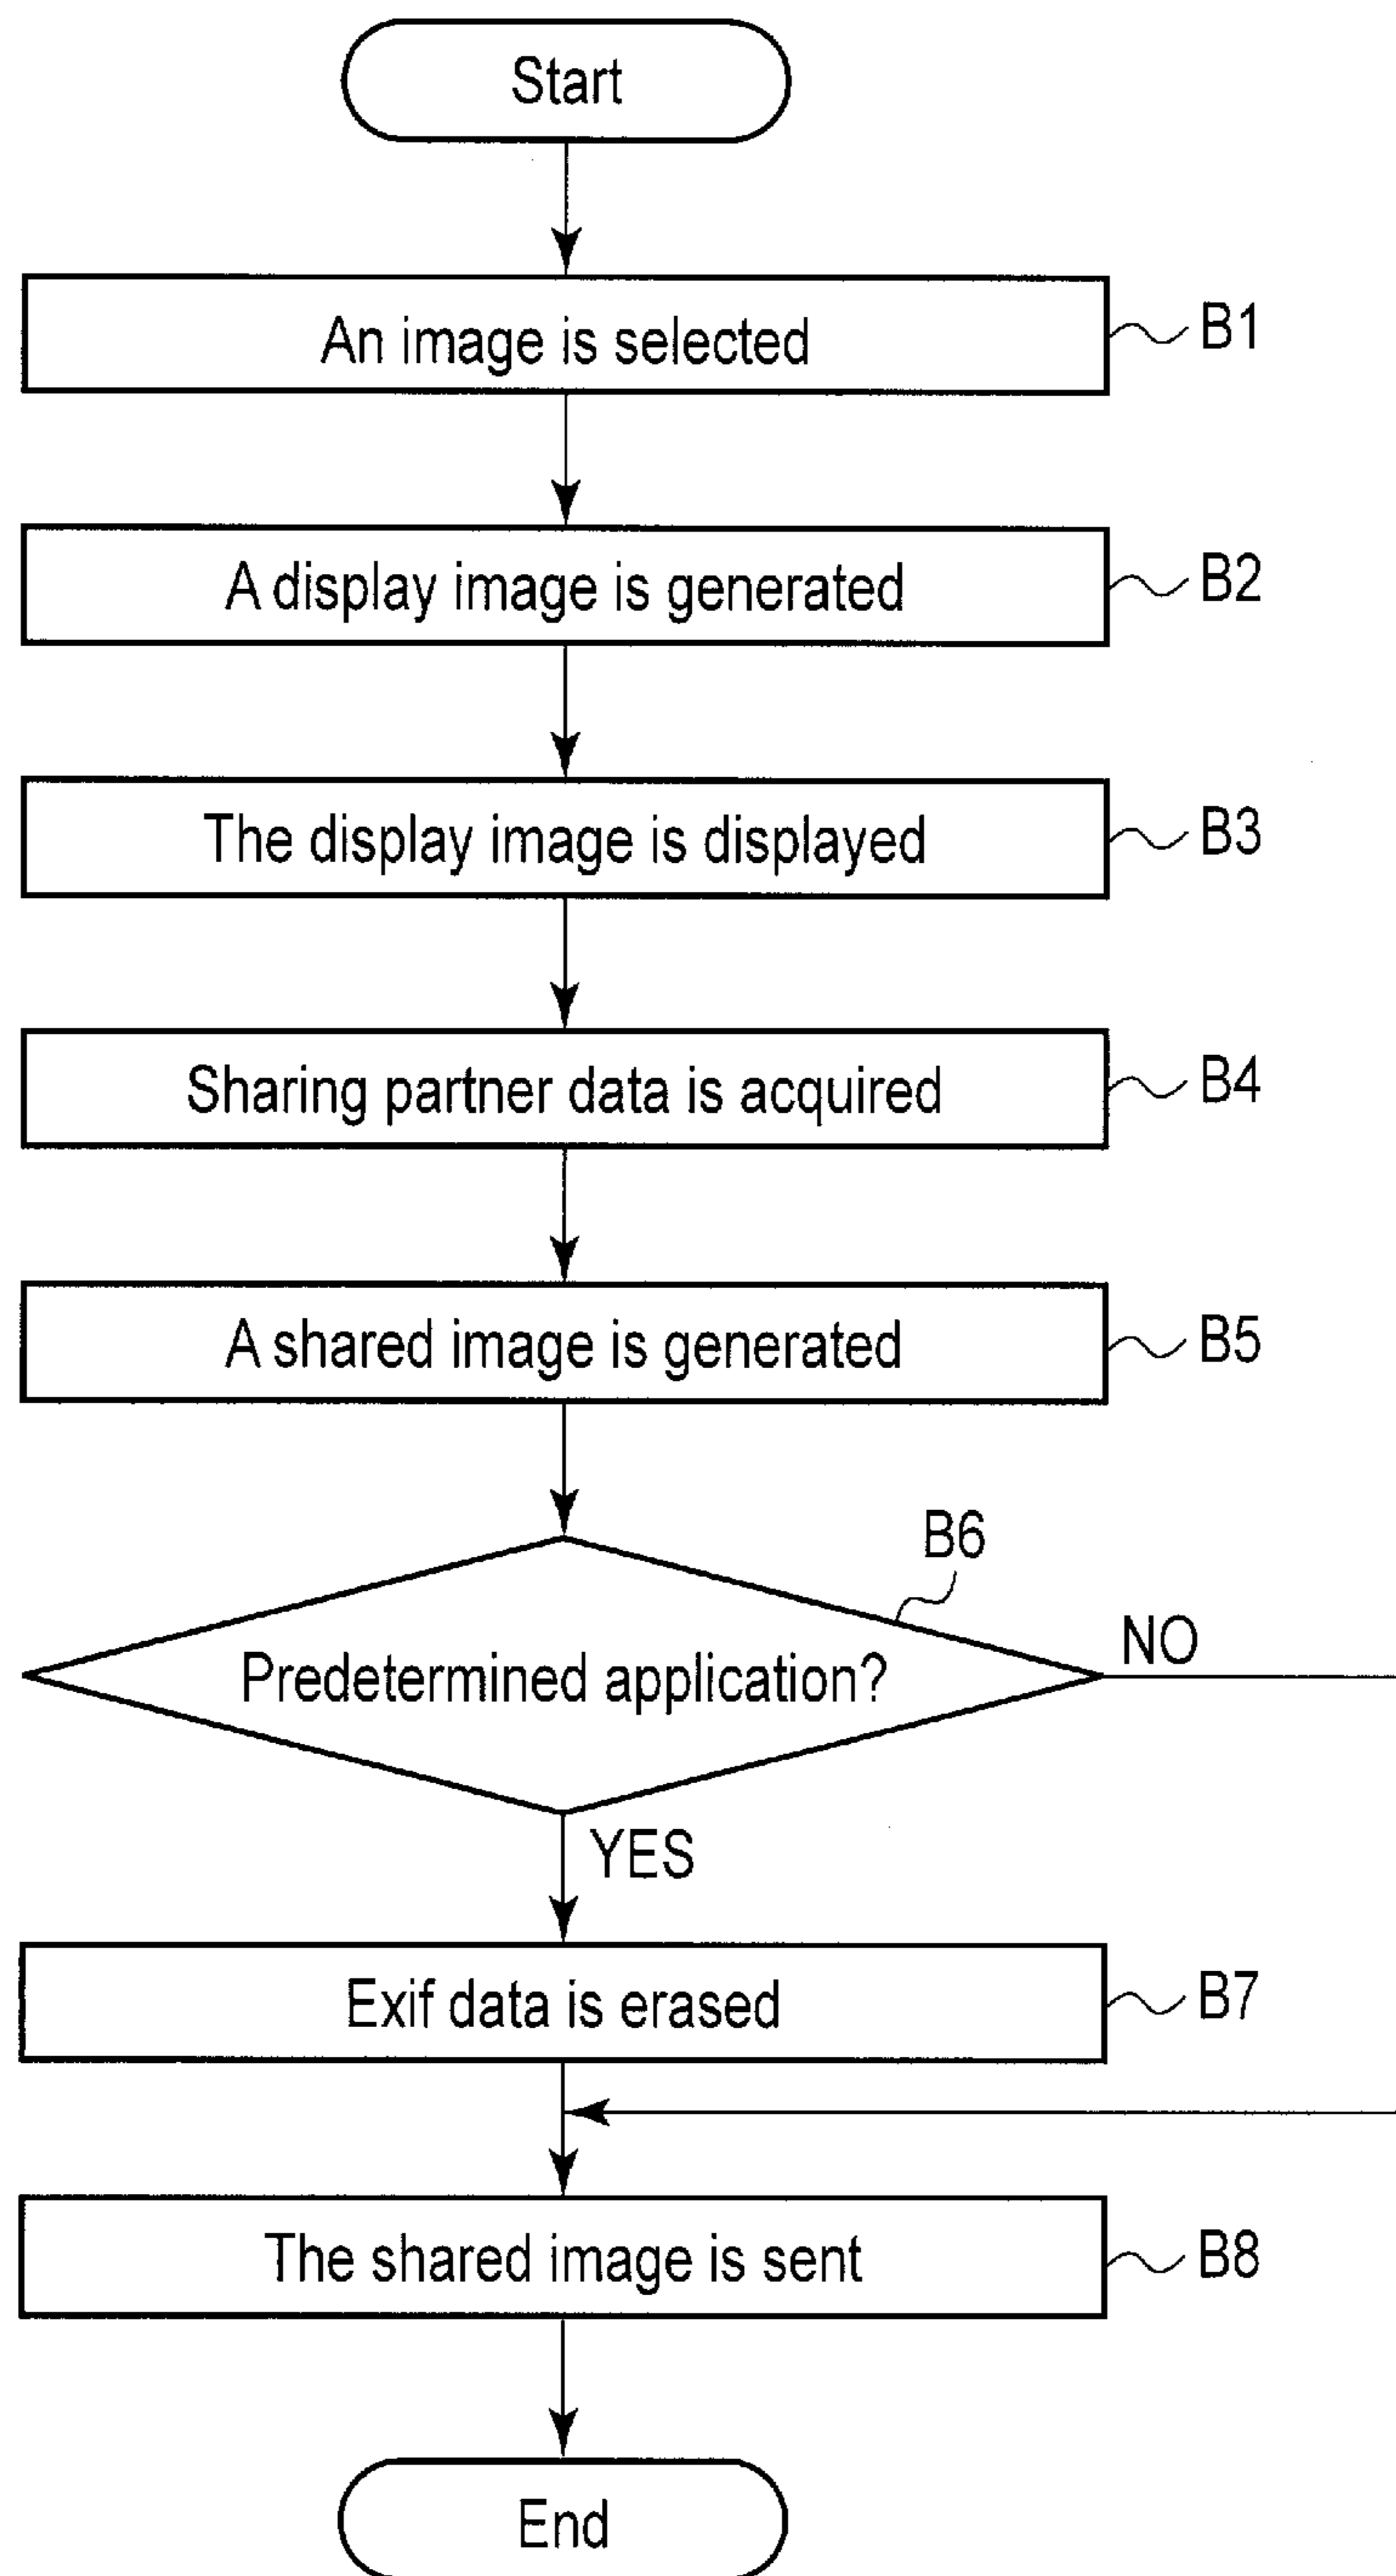 Start
An image is selected
B1
A display image is generated
B2
The display image is displayed
B3
Sharing partner data is acquired
B4
A shared image is generated
B5
B6
Predetermined application?
NO
YES
Exif data is erased
B7
The shared image is sent
B8
End